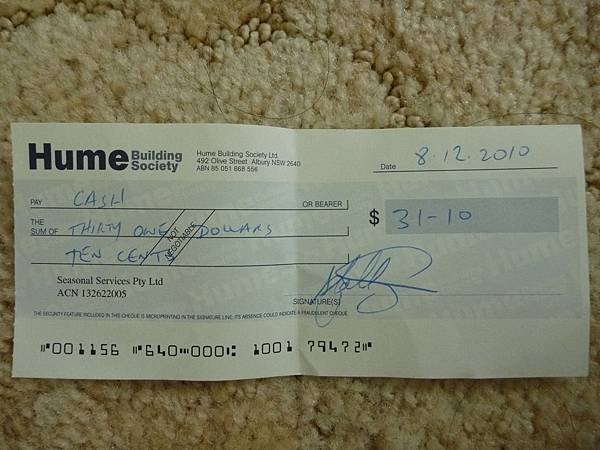 Hume Building Society
Hume Building Society Ltd.
492 Olive Street Albury NSW 2640
ABN 85 051 868 556
Date 8.12.2010
PAY CASH OR BEARER
THE SUM OF THIRTY ONE DOLLARS
TEN CENTS
$ 31-10
NOT NEGOTIABLE
Seasonal Services Pty Ltd
ACN 132622005
SIGNATURE(S)
THE SECURITY FEATURE INCLUDED IN THIS CHEQUE IS MICROPRINTING IN THE SIGNATURE LINE; ITS ABSENCE COULD INDICATE A FRAUDULENT CHEQUE
⑈001156 ⑈640⑉000⑆ 1001 79472⑈